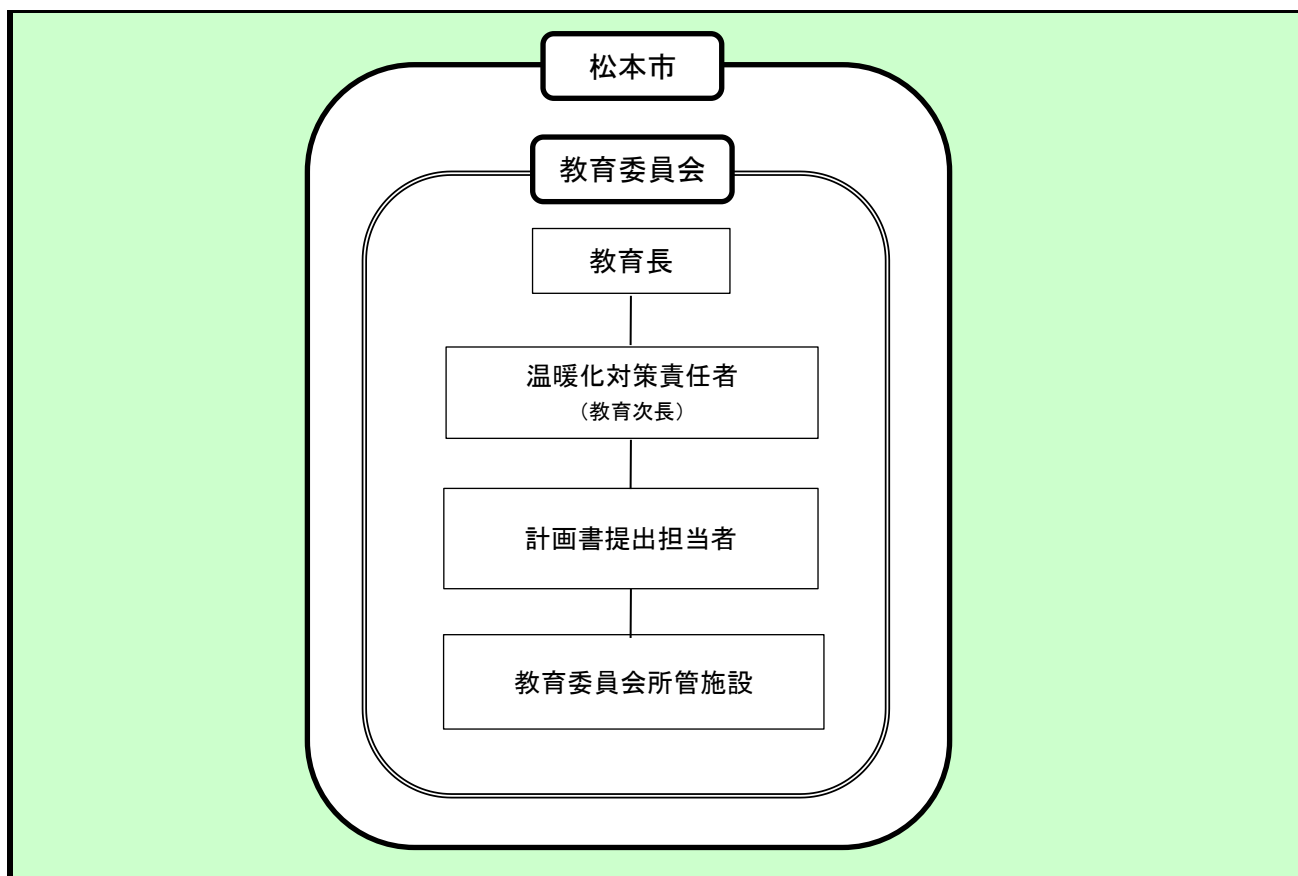 松本市
教育委員会
教育長
温暖化対策責任者
（教育次長）
計画書提出担当者
教育委員会所管施設